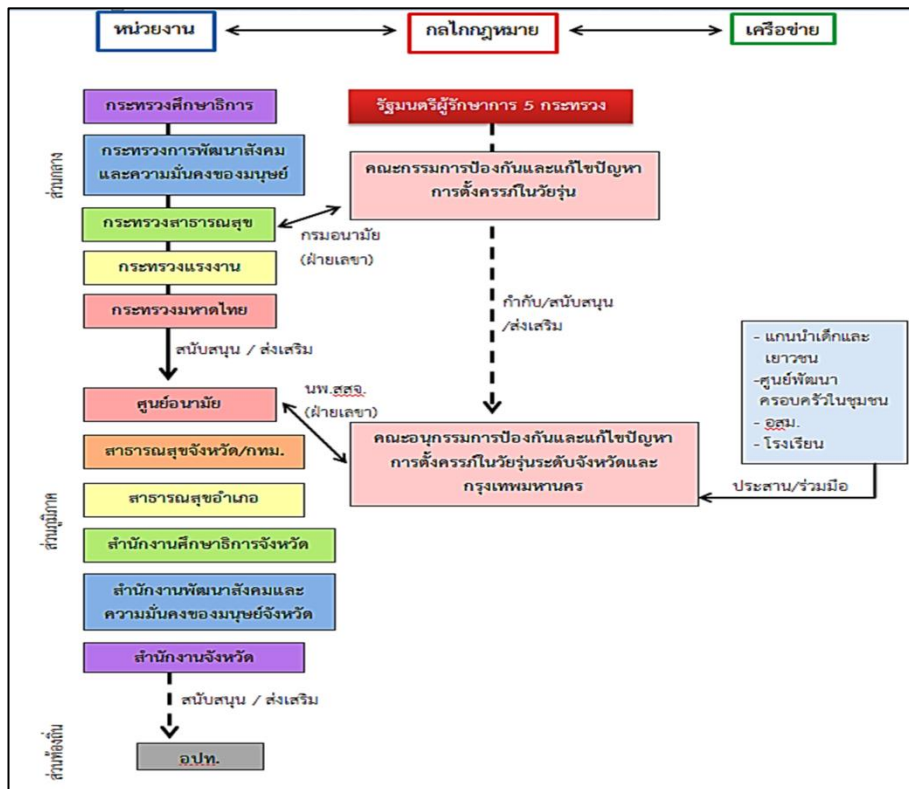 หน่วยงาน
กลไกกฎหมาย
เครือข่าย
ส่วนกลาง
กระทรวงศึกษาธิการ
กระทรวงการพัฒนาสังคม
และความมั่นคงของมนุษย์
กระทรวงสาธารณสุข
กระทรวงแรงงาน
กระทรวงมหาดไทย
สนับสนุน / ส่งเสริม
รัฐมนตรีผู้รักษาการ 5 กระทรวง
คณะกรรมการป้องกันและแก้ไขปัญหา
การตั้งครรภ์ในวัยรุ่น
กรมอนามัย
(ฝ่ายเลขา)
กำกับ/สนับสนุน
/ส่งเสริม
ส่วนภูมิภาค
ศูนย์อนามัย
สาธารณสุขจังหวัด/กทม.
สาธารณสุขอำเภอ
สำนักงานศึกษาธิการจังหวัด
สำนักงานพัฒนาสังคมและ
ความมั่นคงของมนุษย์จังหวัด
สำนักงานจังหวัด
สนับสนุน / ส่งเสริม
นพ.สสจ.
(ฝ่ายเลขา)
คณะอนุกรรมการป้องกันและแก้ไขปัญหา
การตั้งครรภ์ในวัยรุ่นระดับจังหวัดและ
กรุงเทพมหานคร
- แกนนำเด็กและ
เยาวชน
-ศูนย์พัฒนา
ครอบครัวในชุมชน
- อสม.
- โรงเรียน
ประสาน/ร่วมมือ
ส่วนท้องถิ่น
อปท.